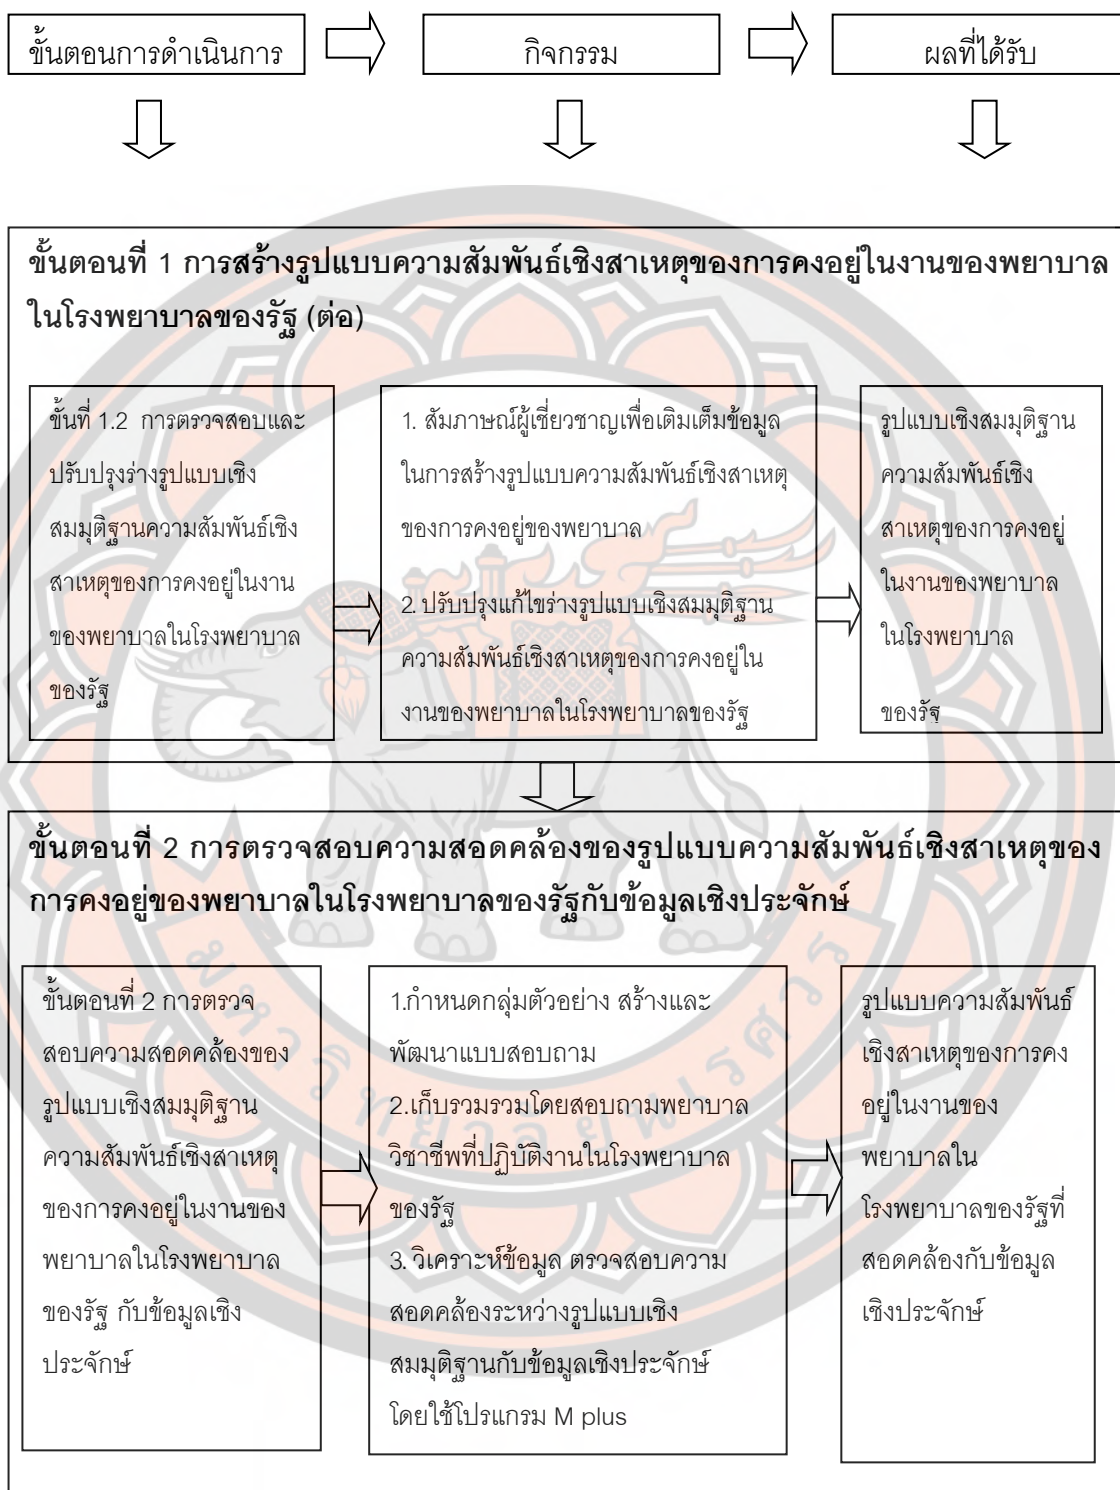 ขั้นตอนการดำเนินการ
กิจกรรม
ผลที่ได้รับ
ขั้นตอนที่ 1 การสร้างรูปแบบความสัมพันธ์เชิงสาเหตุของการคงอยู่ในงานของพยาบาล
ในโรงพยาบาลของรัฐ (ต่อ)
ขั้นที่ 1.2 การตรวจสอบและ
ปรับปรุงร่างรูปแบบเชิง
สมมุติฐานความสัมพันธ์เชิง
สาเหตุของการคงอยู่ในงาน
ของพยาบาลในโรงพยาบาล
ของรัฐ
1. สัมภาษณ์ผู้เชี่ยวชาญเพื่อเติมเต็มข้อมูล
ในการสร้างรูปแบบความสัมพันธ์เชิงสาเหตุ
ของการคงอยู่ของพยาบาล
2. ปรับปรุงแก้ไขร่างรูปแบบเชิงสมมุติฐาน
ความสัมพันธ์เชิงสาเหตุของการคงอยู่ใน
งานของพยาบาลในโรงพยาบาลของรัฐ
รูปแบบเชิงสมมุติฐาน
ความสัมพันธ์เชิง
สาเหตุของการคงอยู่
ในงานของพยาบาล
ในโรงพยาบาล
ของรัฐ
ขั้นตอนที่ 2 การตรวจสอบความสอดคล้องของรูปแบบความสัมพันธ์เชิงสาเหตุของ
การคงอยู่ของพยาบาลในโรงพยาบาลของรัฐกับข้อมูลเชิงประจักษ์
ขั้นตอนที่ 2 การตรวจ
สอบความสอดคล้องของ
รูปแบบเชิงสมมุติฐาน
ความสัมพันธ์เชิงสาเหตุ
ของการคงอยู่ในงานของ
พยาบาลในโรงพยาบาล
ของรัฐ กับข้อมูลเชิง
ประจักษ์
1.กำหนดกลุ่มตัวอย่าง สร้างและ
พัฒนาแบบสอบถาม
2.เก็บรวมรวมโดยสอบถามพยาบาล
วิชาชีพที่ปฏิบัติงานในโรงพยาบาล
ของรัฐ
3. วิเคราะห์ข้อมูล ตรวจสอบความ
สอดคล้องระหว่างรูปแบบเชิง
สมมุติฐานกับข้อมูลเชิงประจักษ์
โดยใช้โปรแกรม M plus
รูปแบบความสัมพันธ์
เชิงสาเหตุของการคง
อยู่ในงานของ
พยาบาลใน
โรงพยาบาลของรัฐที่
สอดคล้องกับข้อมูล
เชิงประจักษ์
มหาวิทยาลัยนเรศวร